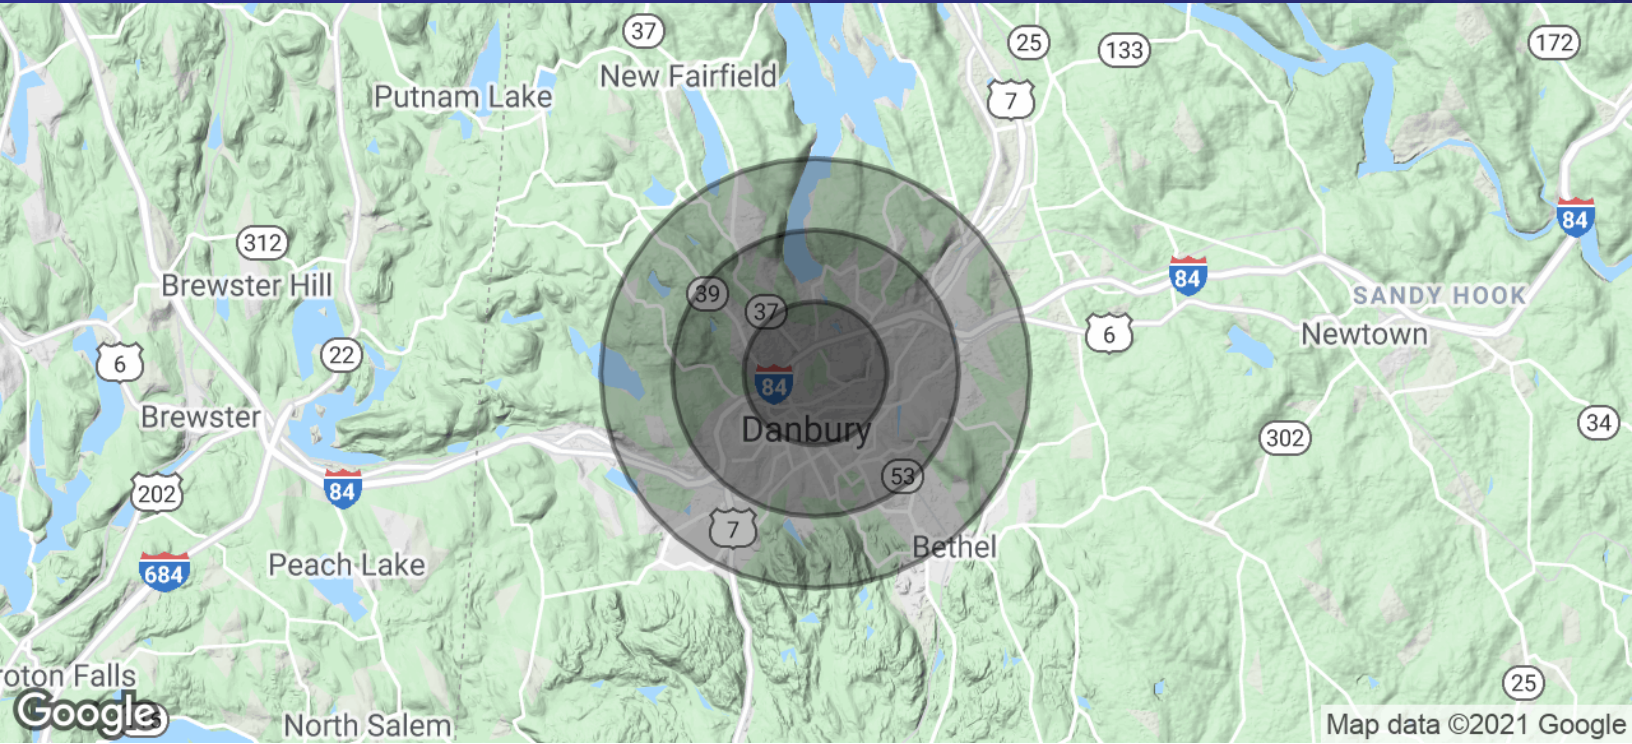 37
25
133
172
New Fairfield
7
Putnam Lake
84
312
84
Brewster Hill
39
SANDY HOOK
37
Newtown
6
22
6
84
Brewster
Danbury
34
302
53
202
84
7
Bethel
684
Peach Lake
roton Falls
25
Google
North Salem
Map data ©2021 Google